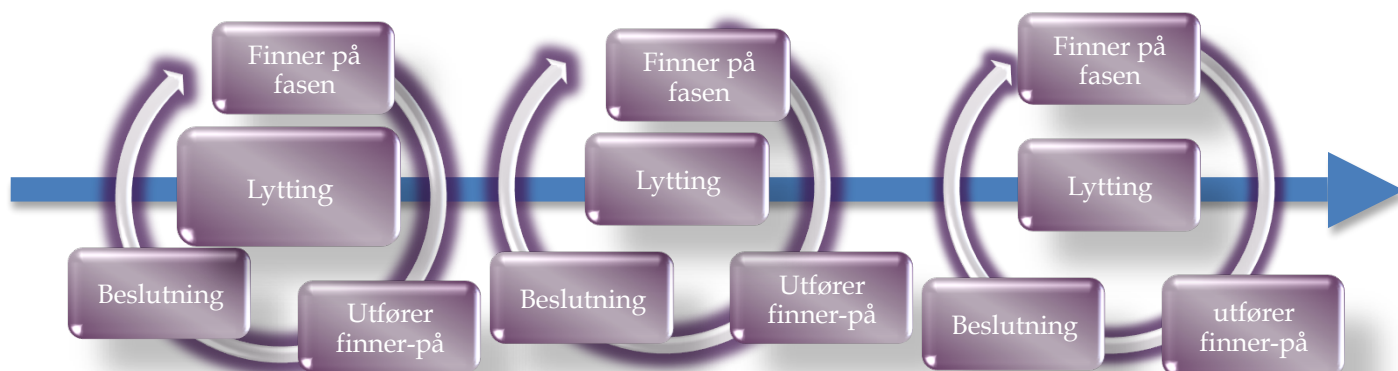 Finner på
fasen
Lytting
Beslutning
Utfører
finner-på
Finner på
fasen
Lytting
Beslutning
Utfører
finner-på
Finner på
fasen
Lytting
Beslutning
utfører
finner-på